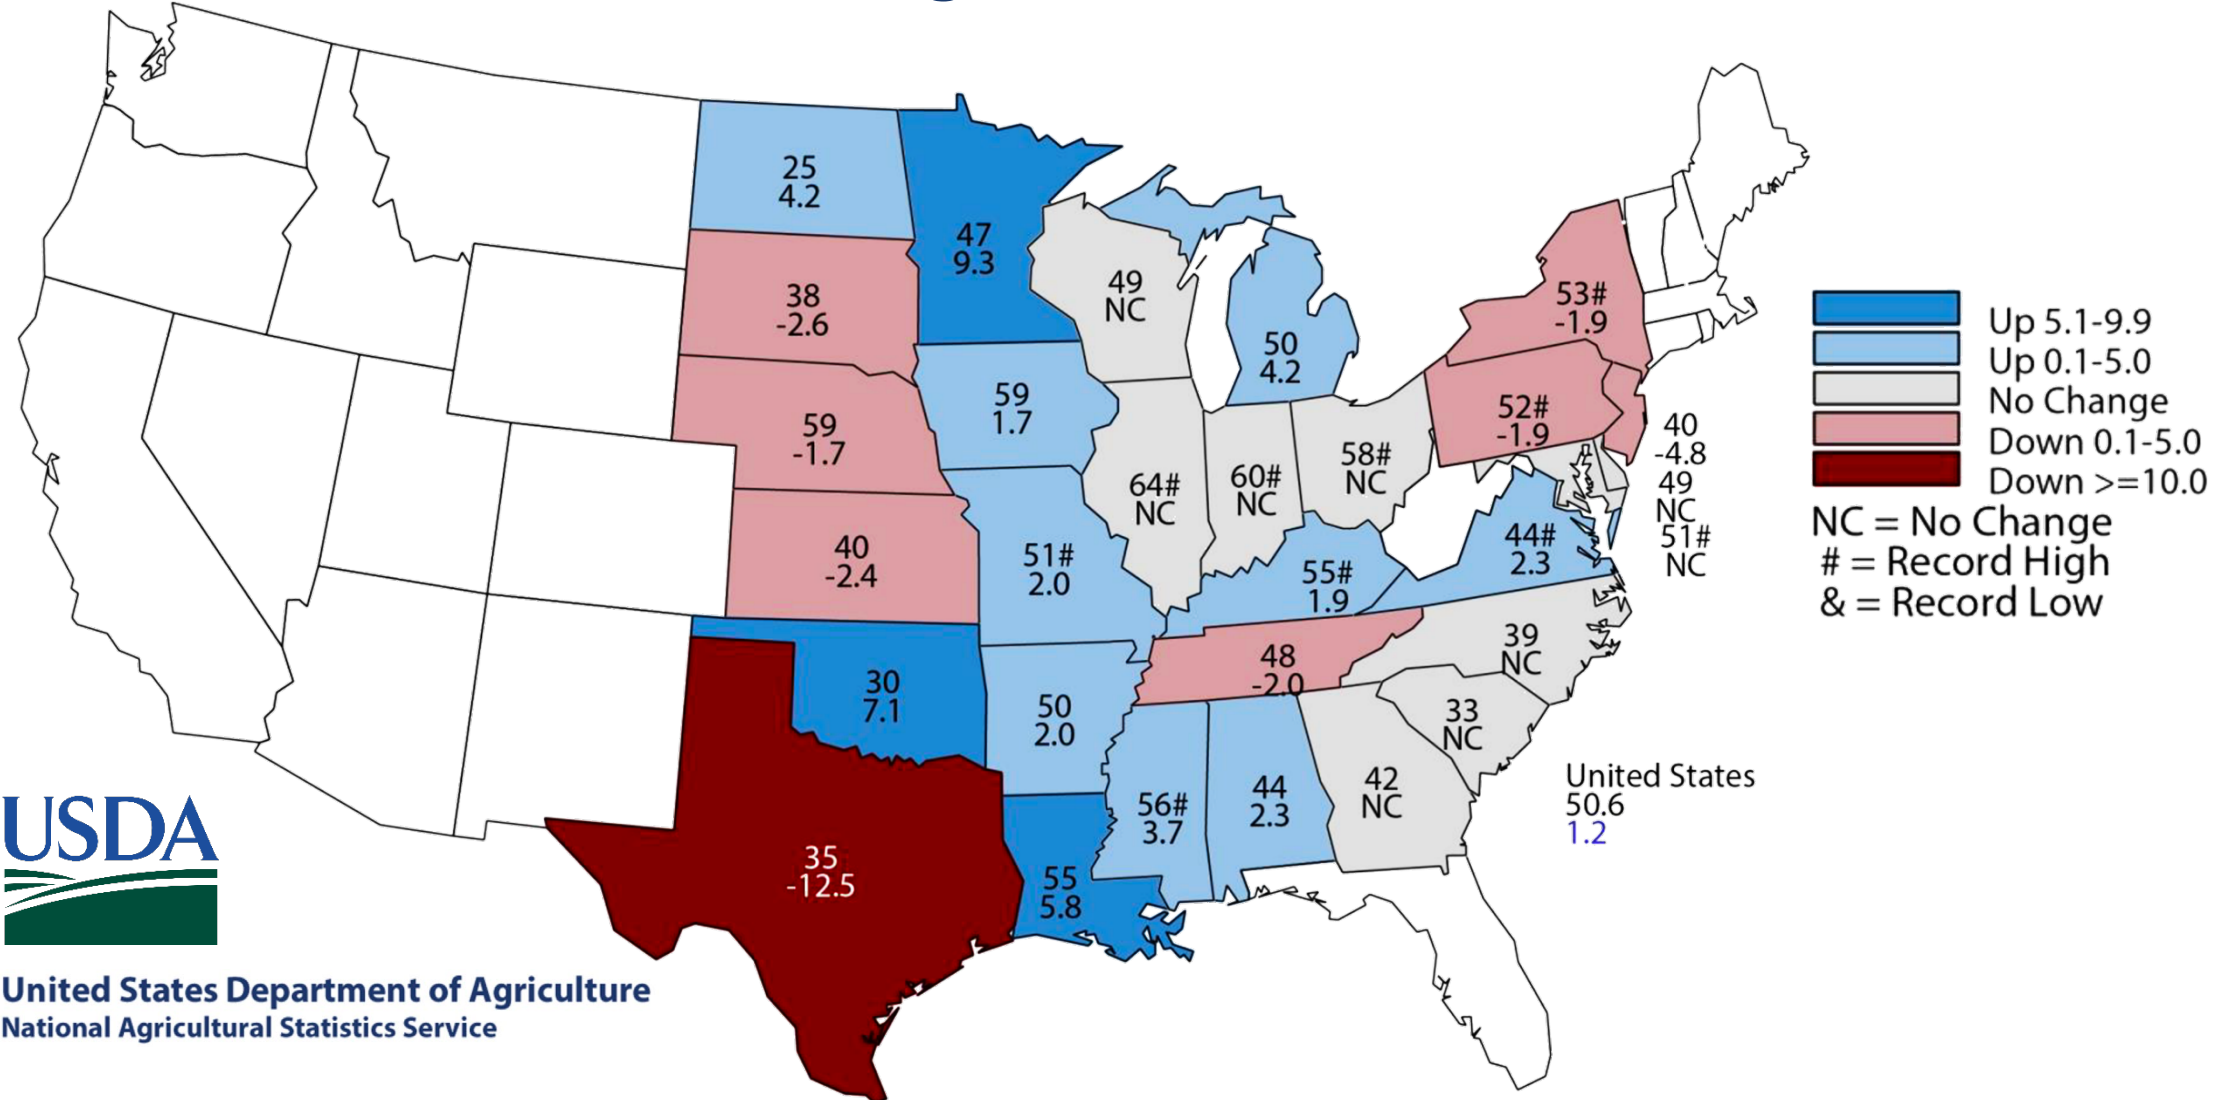 25
4.2
47
9.3
49
NC
38
-2.6
53#
-1.9
50
4.2
59
1.7
59
-1.7
52#
-1.9
40
-4.8
49
NC
51#
NC
64#
NC
60#
NC
58#
NC
40
-2.4
51#
2.0
55#
1.9
44#
2.3
39
NC
48
-2.0
30
7.1
50
2.0
33
NC
56#
3.7
44
2.3
42
NC
35
-12.5
55
5.8
United States
50.6
1.2
Up 5.1-9.9
Up 0.1-5.0
No Change
Down 0.1-5.0
Down >=10.0
NC = No Change
# = Record High
& = Record Low
USDA
United States Department of Agriculture
National Agricultural Statistics Service